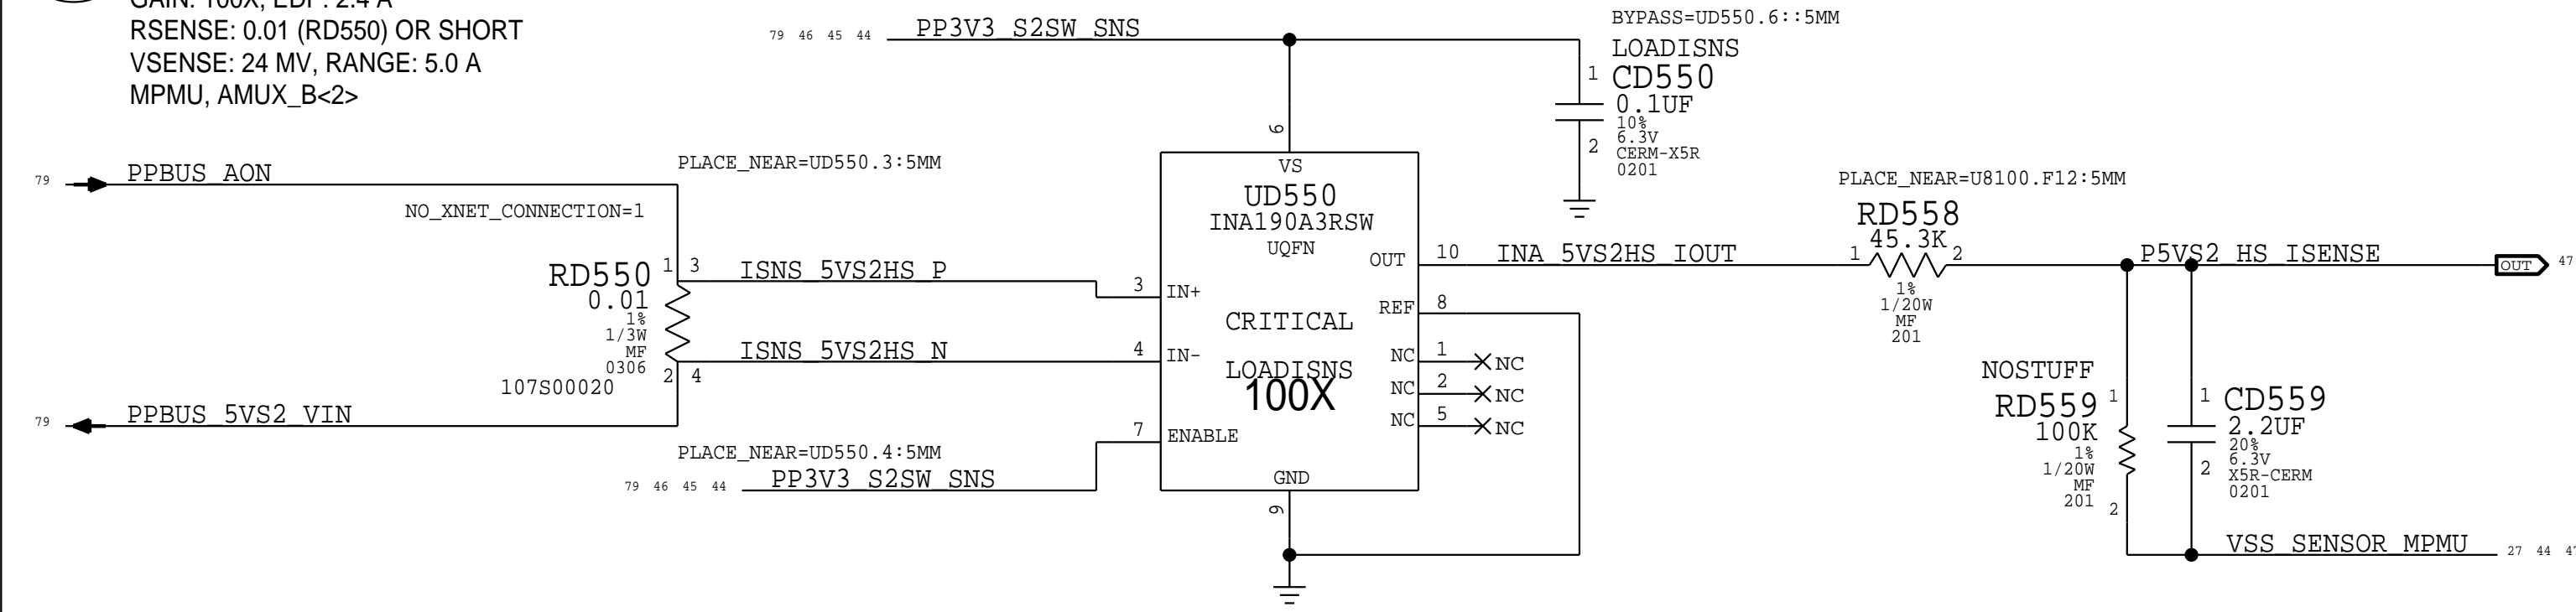 GAIN: 100X, EDP: 2.4 A
RSENSE: 0.01 (RD550) OR SHORT
VSENSE: 24 MV, RANGE: 5.0 A
MPMU, AMUX_B<2>
79 46 45 44 PP3V3_S2SW_SNS
BYPASS=UD550.6::5MM
LOADISNS
1 CD550
0.1UF
10%
6.3V
2 CERM-X5R
0201
6
79 PPBUS_AON
PLACE_NEAR=UD550.3:5MM
NO_XNET_CONNECTION=1
RD550 1 3
0.01
1%
1/3W
MF
0306
2 4
107S00020
ISNS_5VS2HS_P
ISNS_5VS2HS_N
79 PPBUS_5VS2_VIN
PLACE_NEAR=UD550.4:5MM
79 46 45 44 PP3V3_S2SW_SNS
VS
UD550
INA190A3RSW
UQFN
3 IN+
CRITICAL
4 IN-
LOADISNS
100X
7 ENABLE
GND
9
OUT 10 INA_5VS2HS_IOUT
REF 8
NC 1 NC
NC 2 NC
NC 5 NC
PLACE_NEAR=U8100.F12:5MM
RD558
45.3K
1 2
1%
1/20W
MF
201
P5VS2_HS_ISENSE OUT 47
NOSTUFF
RD559 1
100K
1%
1/20W
MF
201
2
1 CD559
2.2UF
20%
6.3V
2 X5R-CERM
0201
VSS_SENSOR_MPMU 27 44